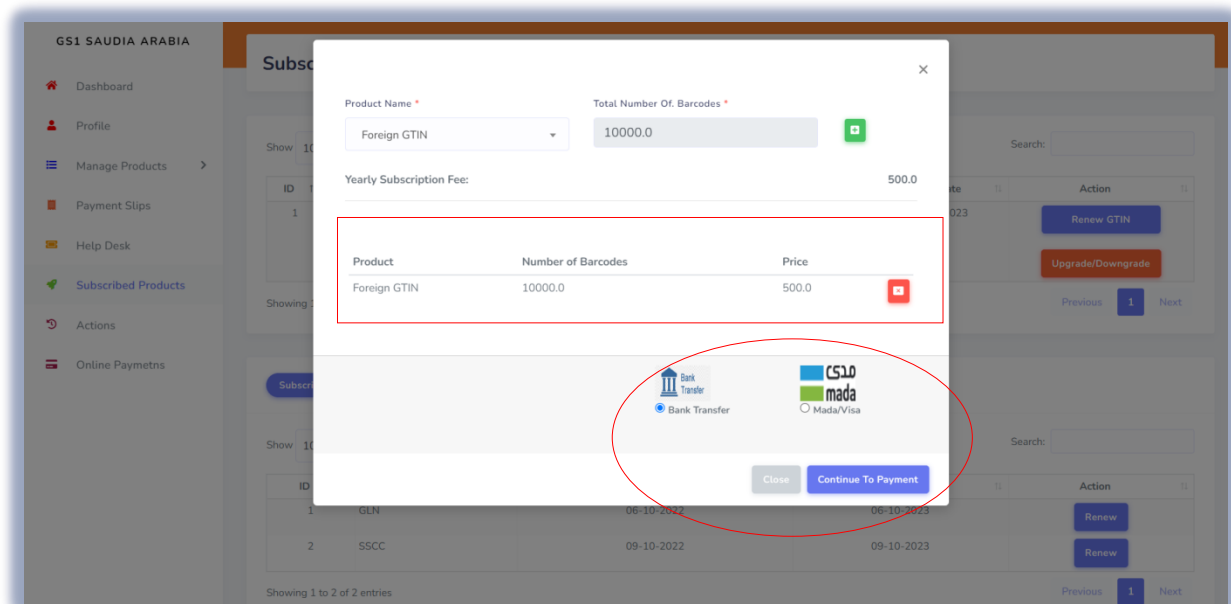 GS1 SAUDIA ARABIA
Dashboard
Profile
Manage Products
Payment Slips
Help Desk
Subscribed Products
Actions
Online Paymetns
Subsc
×
Product Name *
Total Number Of. Barcodes *
Foreign GTIN
10000.0
Yearly Subscription Fee:
500.0
Product Number of Barcodes Price
Foreign GTIN 10000.0 500.0
Bank
Transfer
مدى
mada
Bank Transfer
Mada/Visa
Close
Continue To Payment
Show 10
Search:
ID
Action
1
023
Renew GTIN
Upgrade/Downgrade
Showing
Previous 1 Next
Subscri
Show 10
Search:
ID
Action
1 GLN 06-10-2022 06-10-2023 Renew
2 SSCC 09-10-2022 09-10-2023 Renew
Showing 1 to 2 of 2 entries
Previous 1 Next